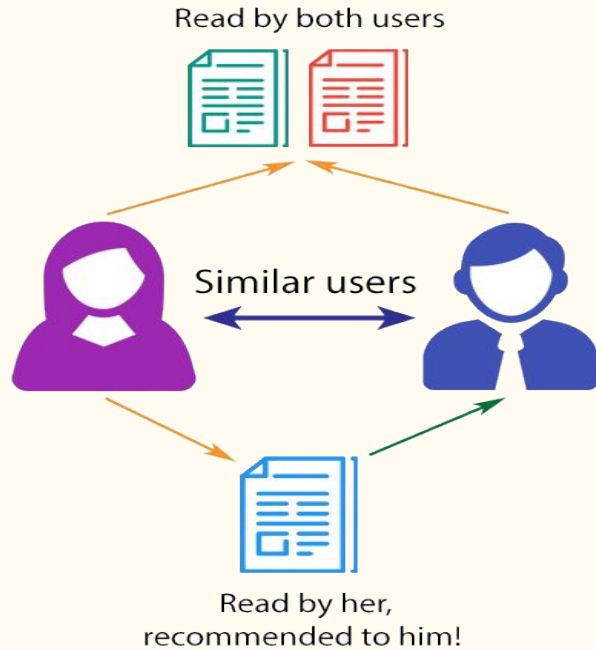 Read by both users
Similar users
Read by her,
recommended to him!